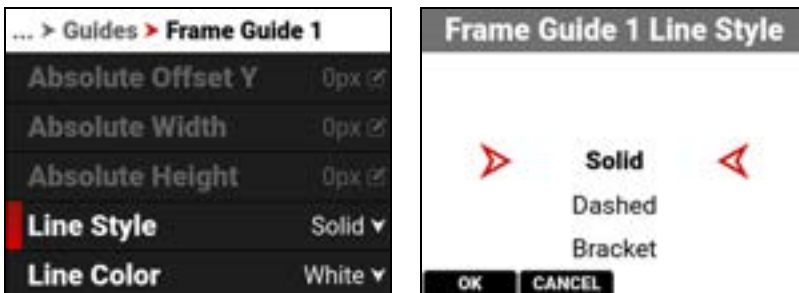 ... > Guides > Frame Guide 1
Absolute Offset Y 0px
Absolute Width 0px
Absolute Height 0px
Line Style Solid
Line Color White
Frame Guide 1 Line Style
Solid
Dashed
Bracket
OK CANCEL